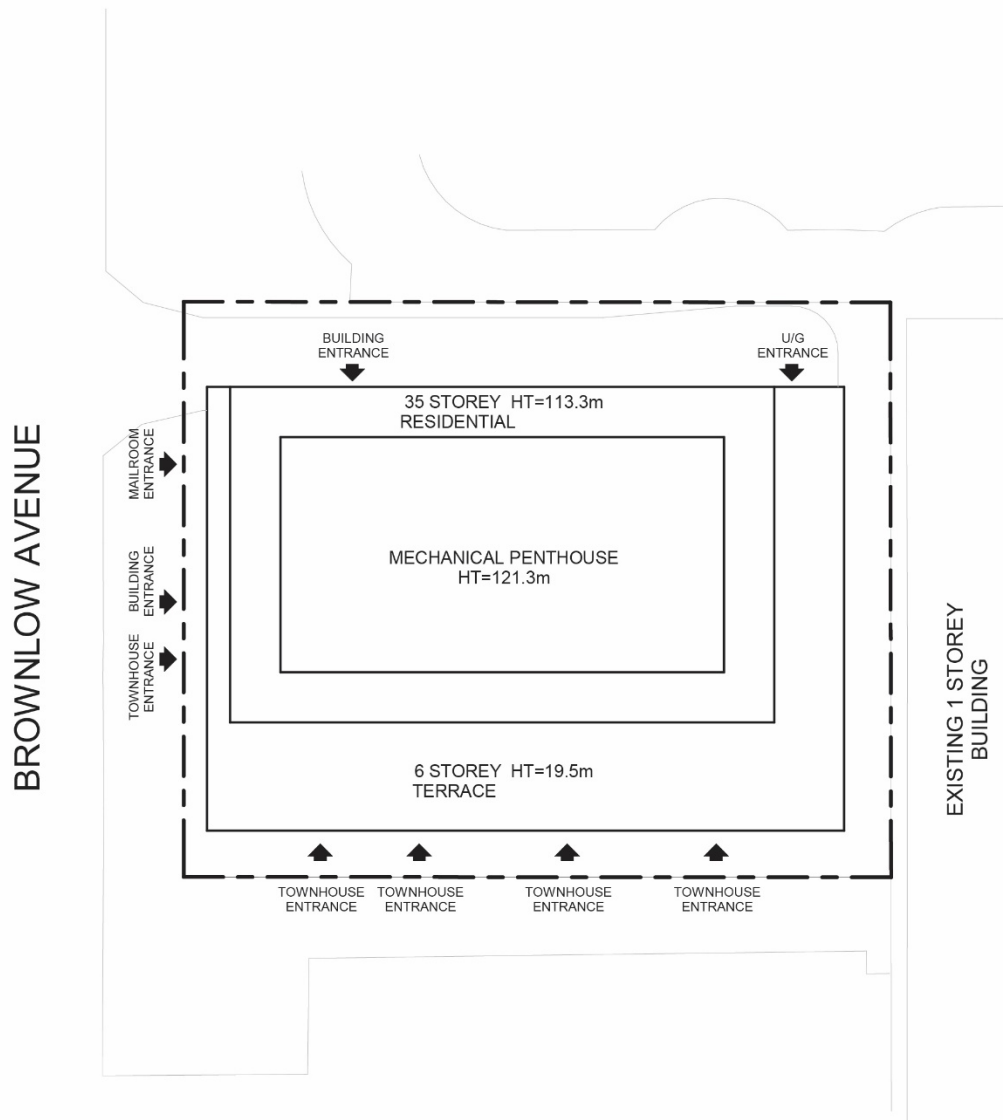 BUILDING
ENTRANCE
U/G
ENTRANCE
35 STOREY HT=113.3m
RESIDENTIAL
MAILROOM
ENTRANCE
BROWNLOW AVENUE
MECHANICAL PENTHOUSE
HT=121.3m
BUILDING
ENTRANCE
TOWNHOUSE
ENTRANCE
EXISTING 1 STOREY
BUILDING
6 STOREY HT=19.5m
TERRACE
TOWNHOUSE
ENTRANCE
TOWNHOUSE
ENTRANCE
TOWNHOUSE
ENTRANCE
TOWNHOUSE
ENTRANCE